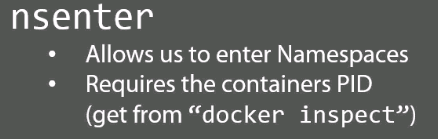 nsenter
• Allows us to enter Namespaces
• Requires the containers PID
(get from “docker inspect”)